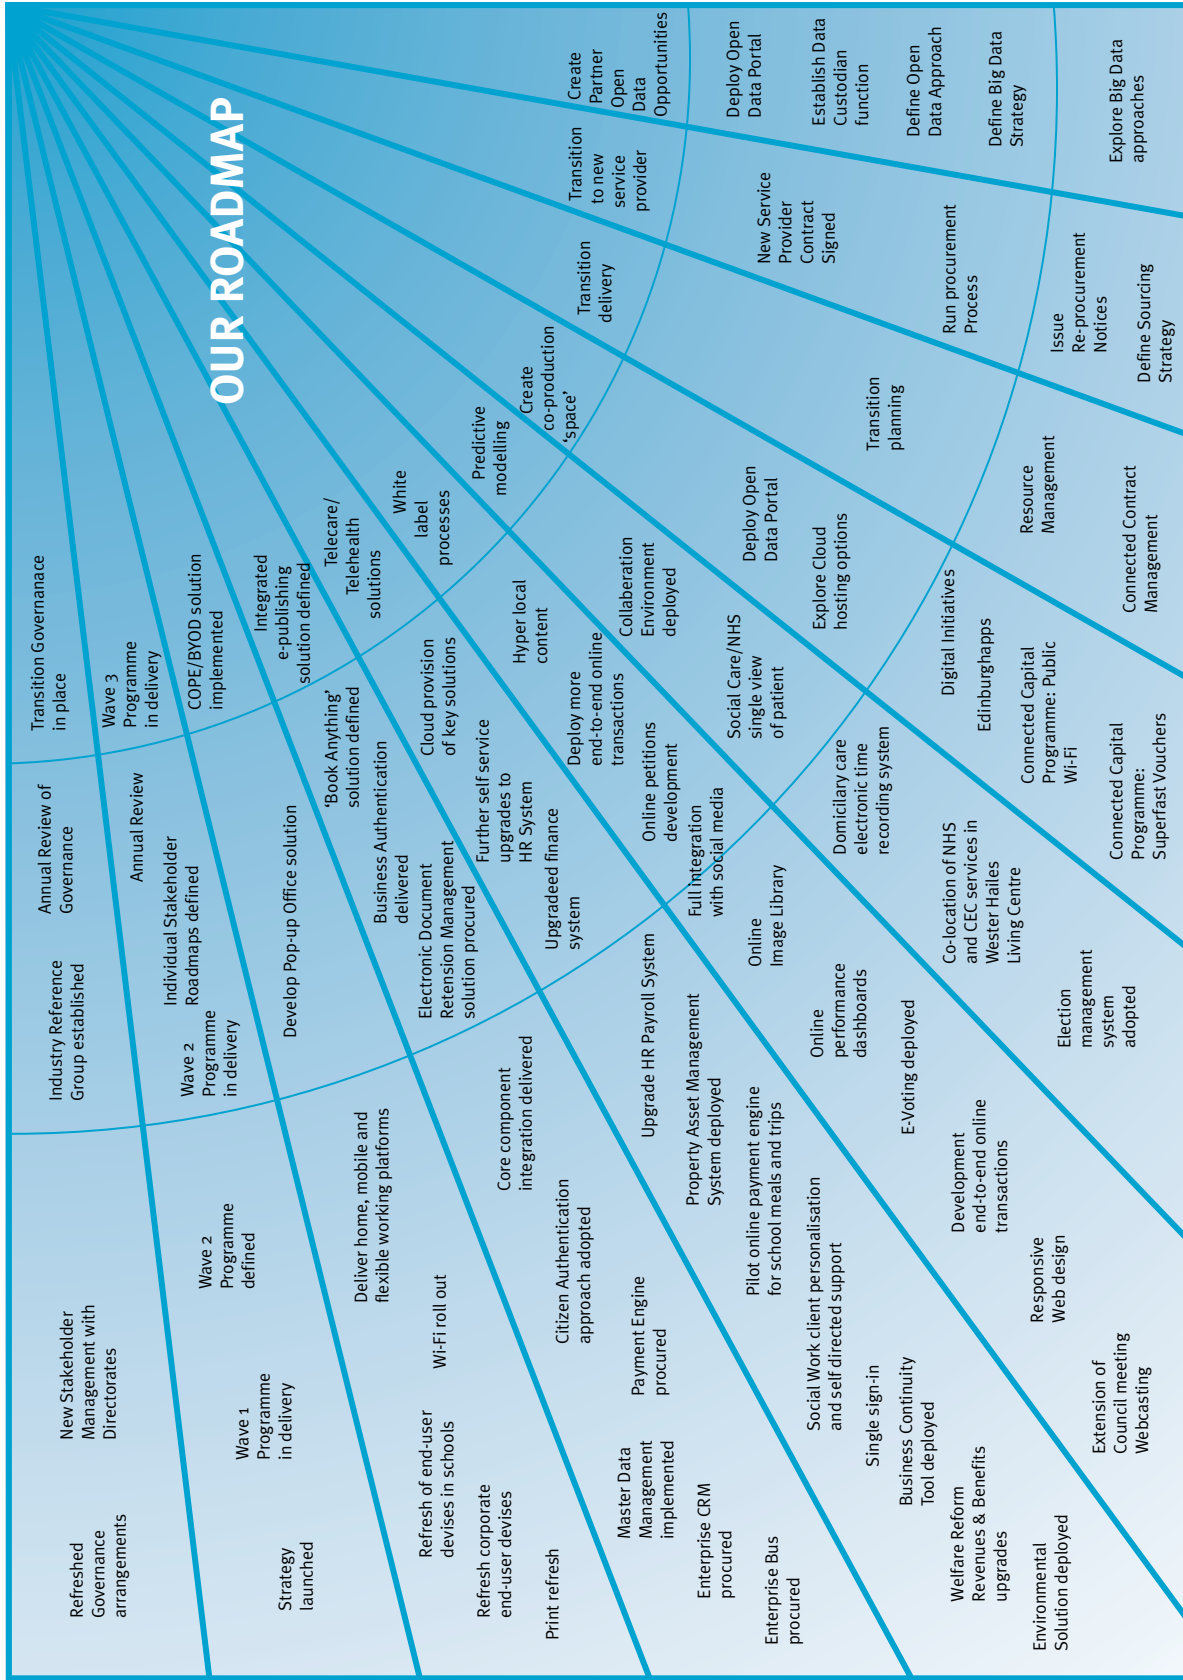 OUR ROADMAP
Refreshed
Governance
arrangements
New Stakeholder
Management with
Directorates
Industry Reference
Group established
Annual Review of
Governance
Transition Governance
in place
Strategy
launched
Wave 1
Programme
in delivery
Wave 2
Programme
defined
Wave 2
Programme
in delivery
Individual Stakeholder
Roadmaps defined
Annual Review
Wave 3
Programme
in delivery
Print refresh
Refresh corporate
end-user devises
Refresh of end-user
devises in schools
Wi-Fi roll out
Deliver home, mobile and
flexible working platforms
Develop Pop-up Office solution
COPE/BYOD solution
implemented
Enterprise Bus
procured
Enterprise CRM
procured
Master Data
Management
implemented
Payment Engine
procured
Citizen Authentication
approach adopted
Core component
integration delivered
Electronic Document
Retension Management
solution procured
Business Authentication
delivered
'Book Anything'
solution defined
Integrated
e-publishing
solution defined
Environmental
Solution deployed
Welfare Reform
Revenues & Benefits
upgrades
Business Continuity
Tool deployed
Single sign-in
Social Work client personalisation
and self directed support
Pilot online payment engine
for school meals and trips
Property Asset Management
System deployed
Upgrade HR Payroll System
Upgradeed finance
system
Further self service
upgrades to
HR System
Cloud provision
of key solutions
Telecare/
Telehealth
solutions
Extension of
Council meeting
Webcasting
Responsive
Web design
Development
end-to-end online
transactions
E-Voting deployed
Online
performance
dashboards
Online
Image Library
Full integration
with social media
Online petitions
development
Deploy more
end-to-end online
transactions
Hyper local
content
White
label
processes
Election
management
system
adopted
Co-location of NHS
and CEC services in
Wester Hailes
Living Centre
Domiciliary care
electronic time
recording system
Social Care/NHS
single view
of patient
Collaboration
Environment
deployed
Predictive
modelling
Connected Capital
Programme:
Superfast Vouchers
Connected Capital
Programme: Public
Wi-Fi
Edinburghapps
Digital Initiatives
Explore Cloud
hosting options
Deploy Open
Data Portal
Create
co-production
'space'
Connected Contract
Management
Resource
Management
Transition
planning
Transition
delivery
Define Sourcing
Strategy
Issue
Re-procurement
Notices
Run procurement
Process
New Service
Provider
Contract
Signed
Transition
to new
service
provider
Explore Big Data
approaches
Define Big Data
Strategy
Define Open
Data Approach
Establish Data
Custodian
function
Deploy Open
Data Portal
Create
Partner
Open
Data
Opportunities